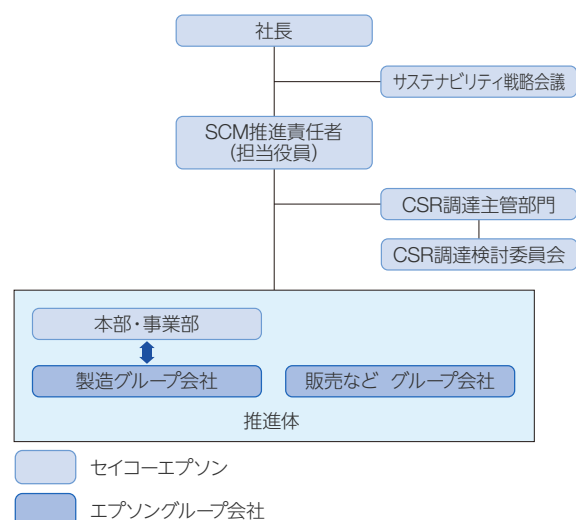 社長
サステナビリティ戦略会議
SCM推進責任者
(担当役員)
CSR調達主管部門
CSR調達検討委員会
本部・事業部
製造グループ会社
販売など グループ会社
推進体
セイコーエプソン
エプソングループ会社